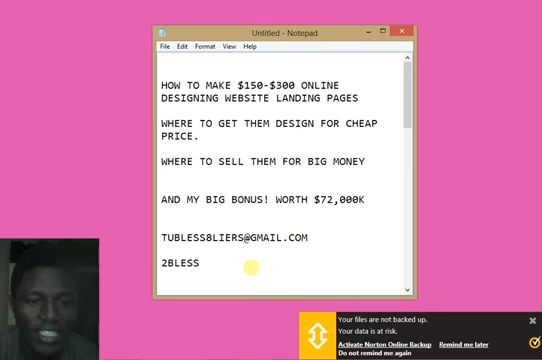 Untitled - Notepad
File Edit Format View Help
HOW TO MAKE $150-$300 ONLINE
DESIGNING WEBSITE LANDING PAGES
WHERE TO GET THEM DESIGN FOR CHEAP
PRICE.
WHERE TO SELL THEM FOR BIG MONEY
AND MY BIG BONUS! WORTH $72,000K
TUBLESS8LIERS@GMAIL.COM
2BLESS
Your files are not backed up.
Your data is at risk.
Activate Norton Online Backup Remind me later
Do not remind me again